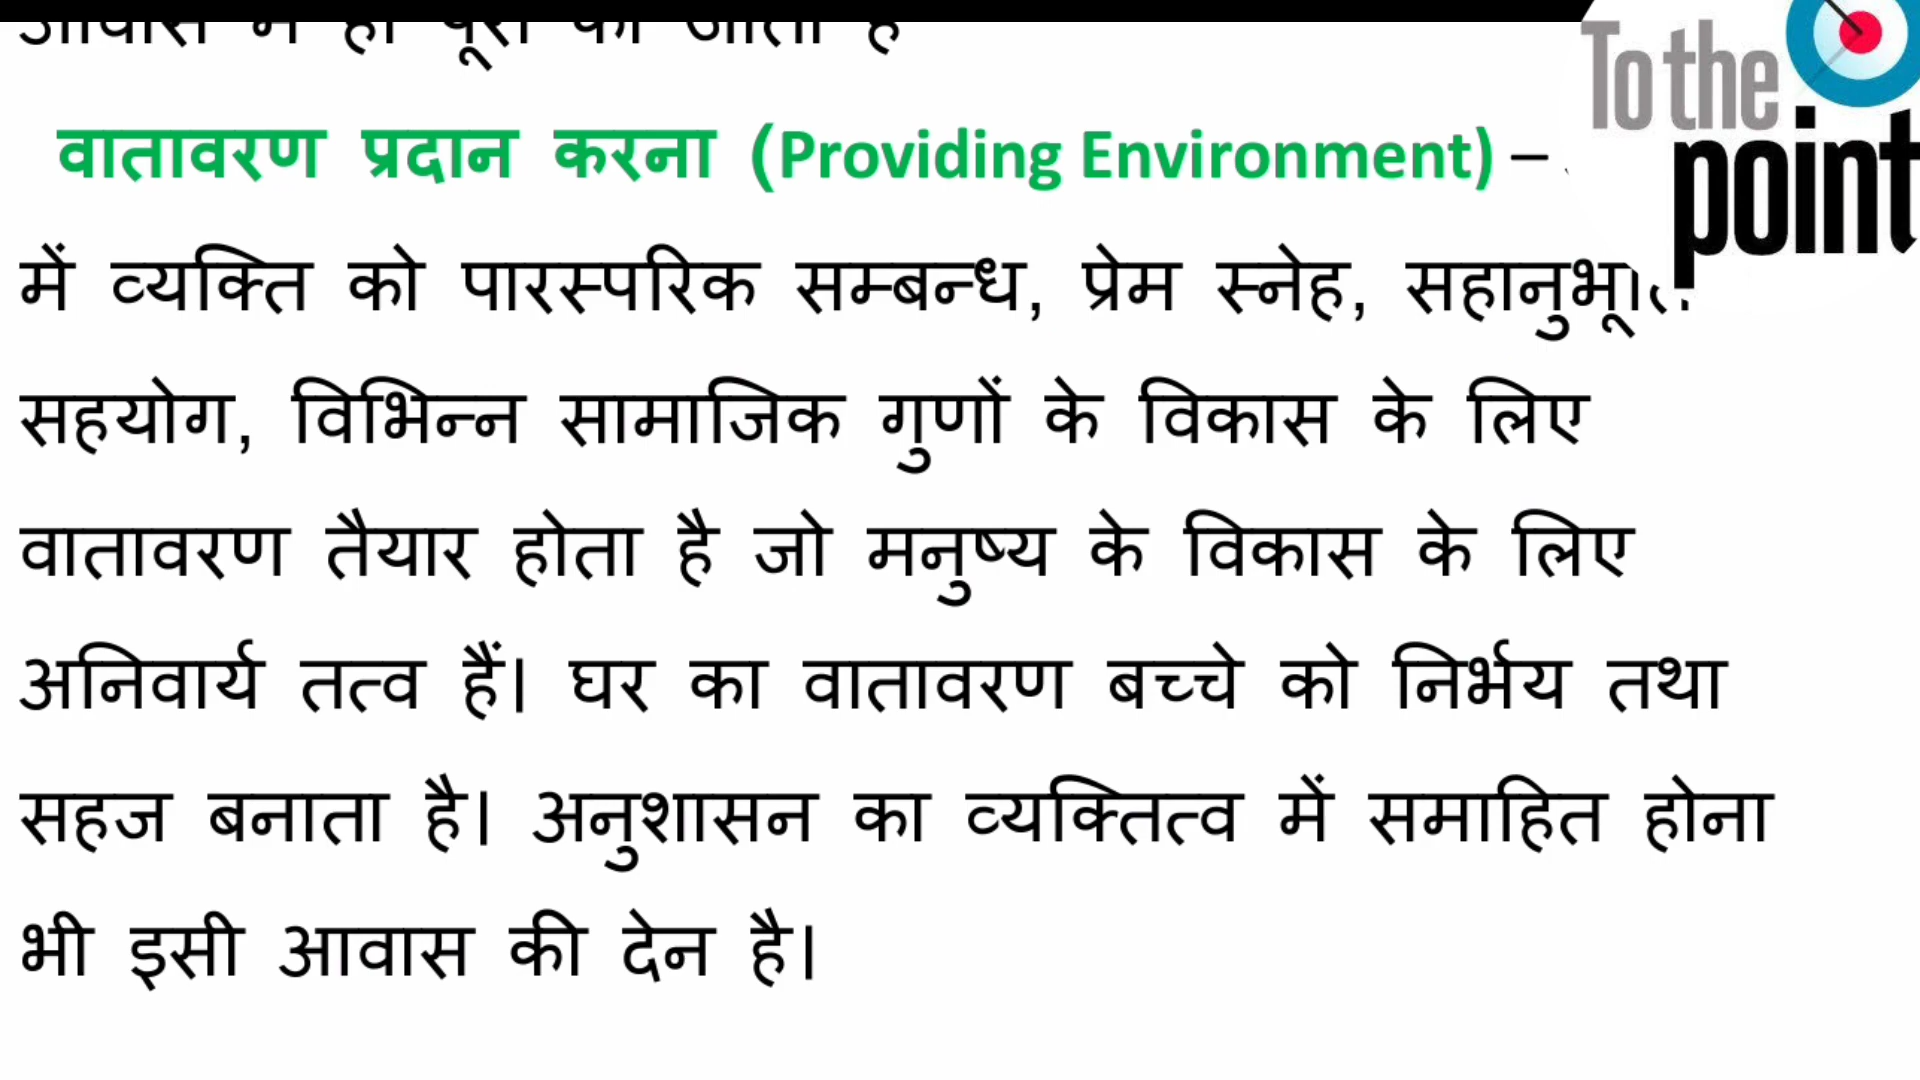 To the
point
वातावरण प्रदान करना (Providing Environment) –
में व्यक्ति को पारस्परिक सम्बन्ध, प्रेम स्नेह, सहानुभूति
सहयोग, विभिन्न सामाजिक गुणों के विकास के लिए
वातावरण तैयार होता है जो मनुष्य के विकास के लिए
अनिवार्य तत्व हैं। घर का वातावरण बच्चे को निर्भय तथा
सहज बनाता है। अनुशासन का व्यक्तित्व में समाहित होना
भी इसी आवास की देन है।